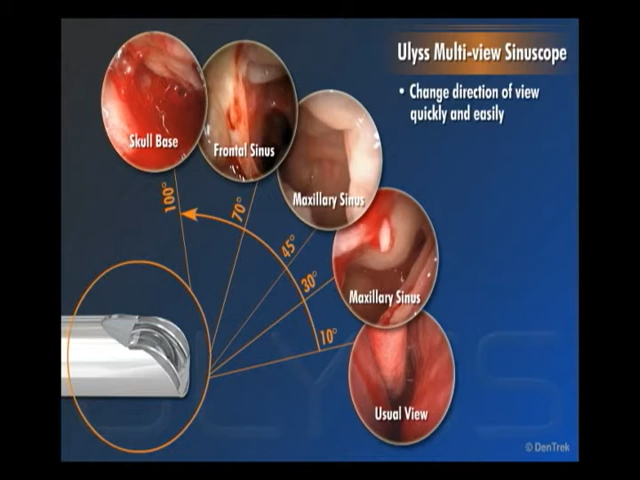 Ulyss Multi-view Sinuscope
• Change direction of view
quickly and easily
Skull Base
Frontal Sinus
Maxillary Sinus
Maxillary Sinus
Usual View
100°
70°
45°
30°
10°
ULYSS
© DenTrek